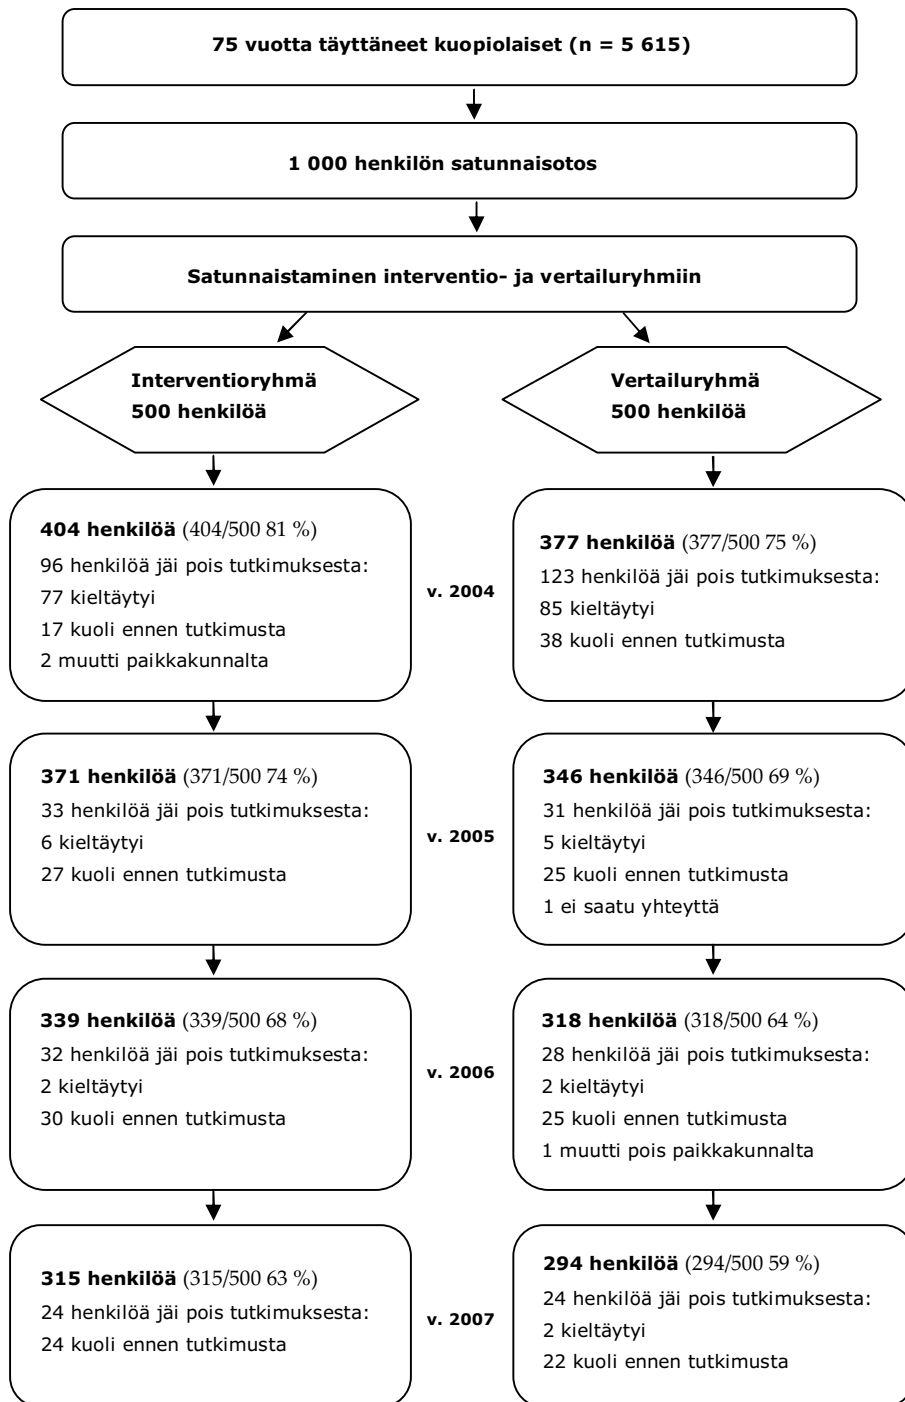 75 vuotta täyttäneet kuopiolaiset (n = 5 615)
1 000 henkilön satunnaisotos
Satunnaistaminen interventio- ja vertailuryhmiin
Interventioryhmä
500 henkilöä
Vertailuryhmä
500 henkilöä
404 henkilöä (404/500 81 %)
96 henkilöä jäi pois tutkimuksesta:
77 kieltäytyi
17 kuoli ennen tutkimusta
2 muutti paikkakunnalta
v. 2004
377 henkilöä (377/500 75 %)
123 henkilöä jäi pois tutkimuksesta:
85 kieltäytyi
38 kuoli ennen tutkimusta
371 henkilöä (371/500 74 %)
33 henkilöä jäi pois tutkimuksesta:
6 kieltäytyi
27 kuoli ennen tutkimusta
v. 2005
346 henkilöä (346/500 69 %)
31 henkilöä jäi pois tutkimuksesta:
5 kieltäytyi
25 kuoli ennen tutkimusta
1 ei saatu yhteyttä
339 henkilöä (339/500 68 %)
32 henkilöä jäi pois tutkimuksesta:
2 kieltäytyi
30 kuoli ennen tutkimusta
v. 2006
318 henkilöä (318/500 64 %)
28 henkilöä jäi pois tutkimuksesta:
2 kieltäytyi
25 kuoli ennen tutkimusta
1 muutti pois paikkakunnalta
315 henkilöä (315/500 63 %)
24 henkilöä jäi pois tutkimuksesta:
24 kuoli ennen tutkimusta
v. 2007
294 henkilöä (294/500 59 %)
24 henkilöä jäi pois tutkimuksesta:
2 kieltäytyi
22 kuoli ennen tutkimusta